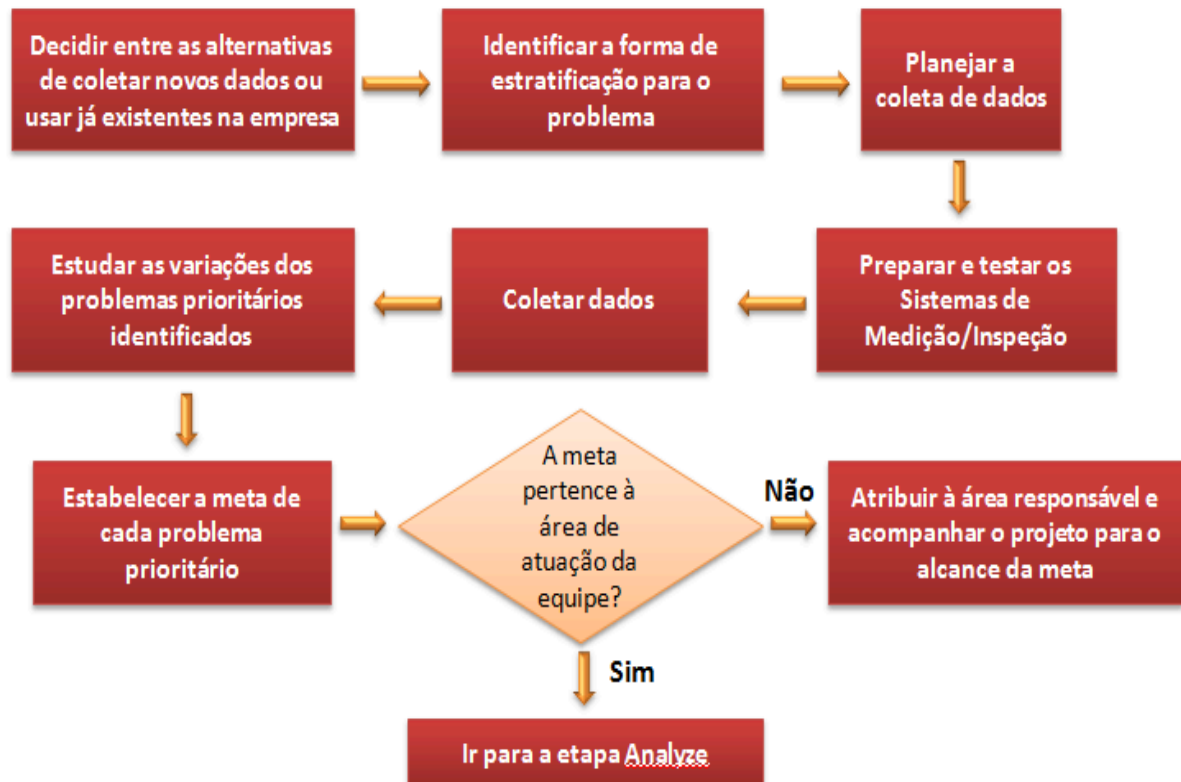 Decidir entre as alternativas
de coletar novos dados ou
usar já existentes na empresa
Identificar a forma de
estratificação para o
problema
Planejar a
coleta de dados
Preparar e testar os
Sistemas de
Medição/Inspeção
Coletar dados
Estudar as variações dos
problemas prioritários
identificados
Estabelecer a meta de
cada problema
prioritário
A meta
pertence à
área de
atuação da
equipe?
Não
Atribuir à área responsável e
acompanhar o projeto para o
alcance da meta
Sim
Ir para a etapa Analyze